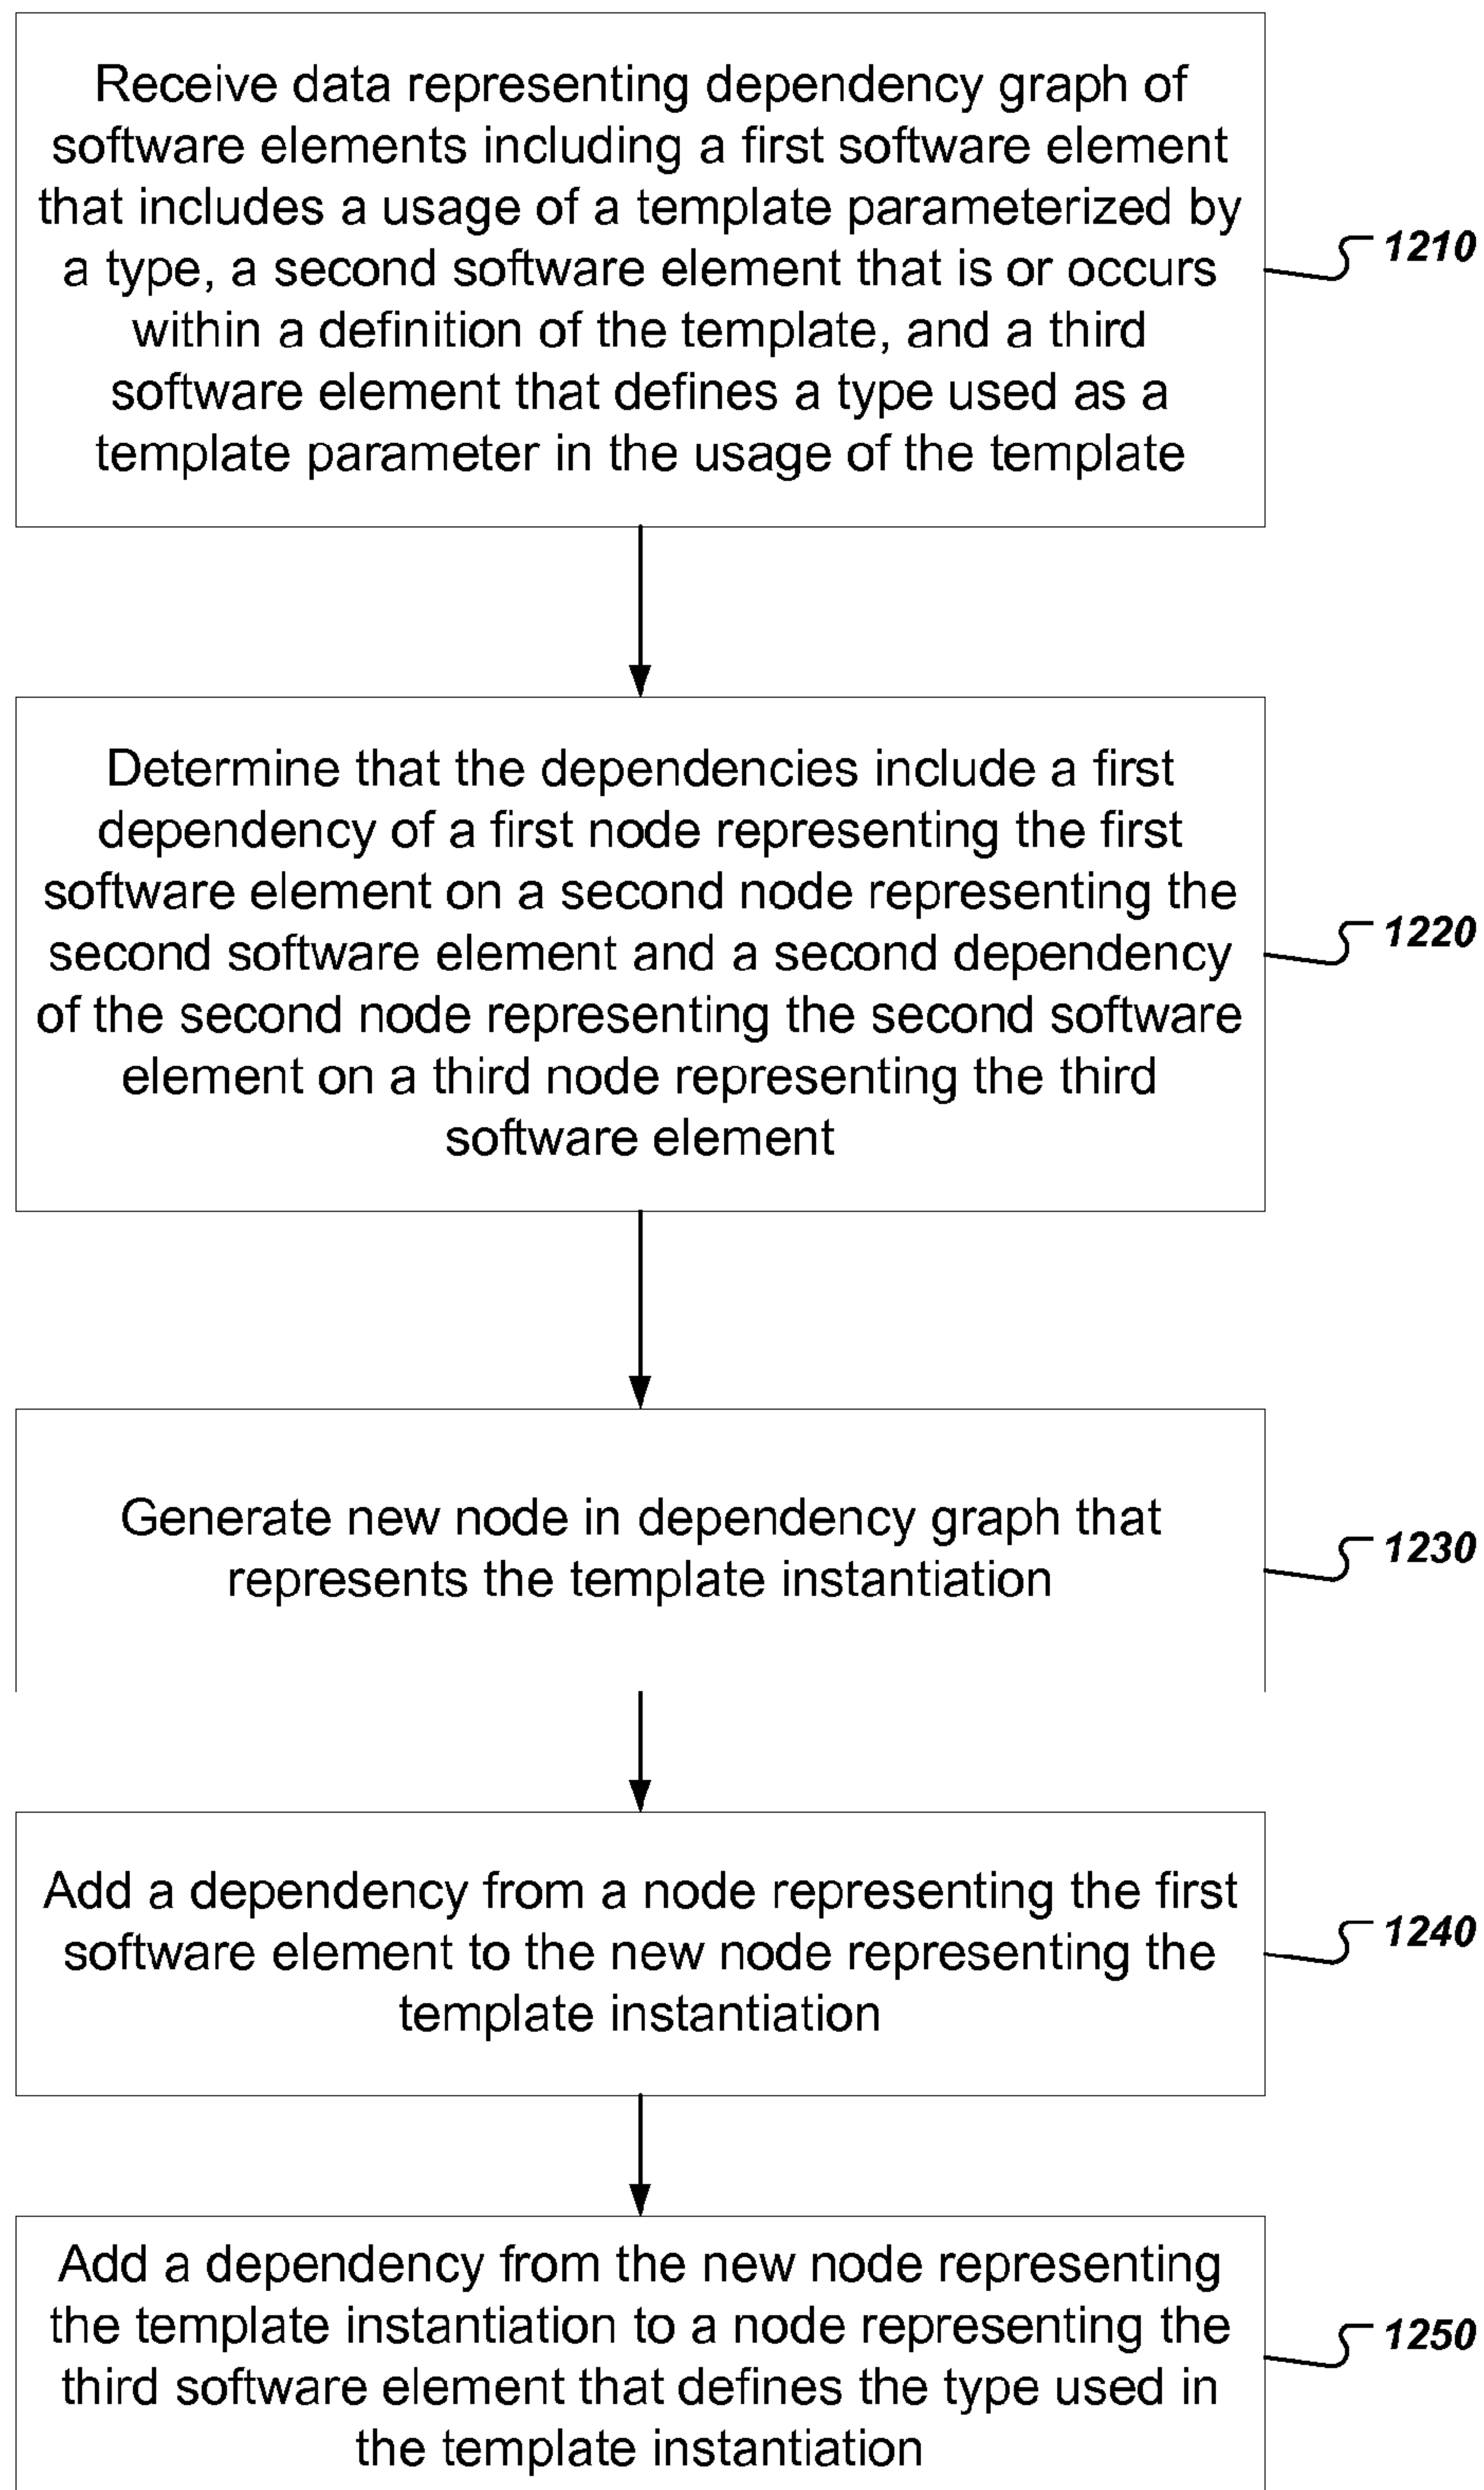 Receive data representing dependency graph of
software elements including a first software element
that includes a usage of a template parameterized by
a type, a second software element that is or occurs
within a definition of the template, and a third
software element that defines a type used as a
template parameter in the usage of the template
1210
Determine that the dependencies include a first
dependency of a first node representing the first
software element on a second node representing the
second software element and a second dependency
of the second node representing the second software
element on a third node representing the third
software element
1220
Generate new node in dependency graph that
represents the template instantiation
1230
Add a dependency from a node representing the first
software element to the new node representing the
template instantiation
1240
Add a dependency from the new node representing
the template instantiation to a node representing the
third software element that defines the type used in
the template instantiation
1250